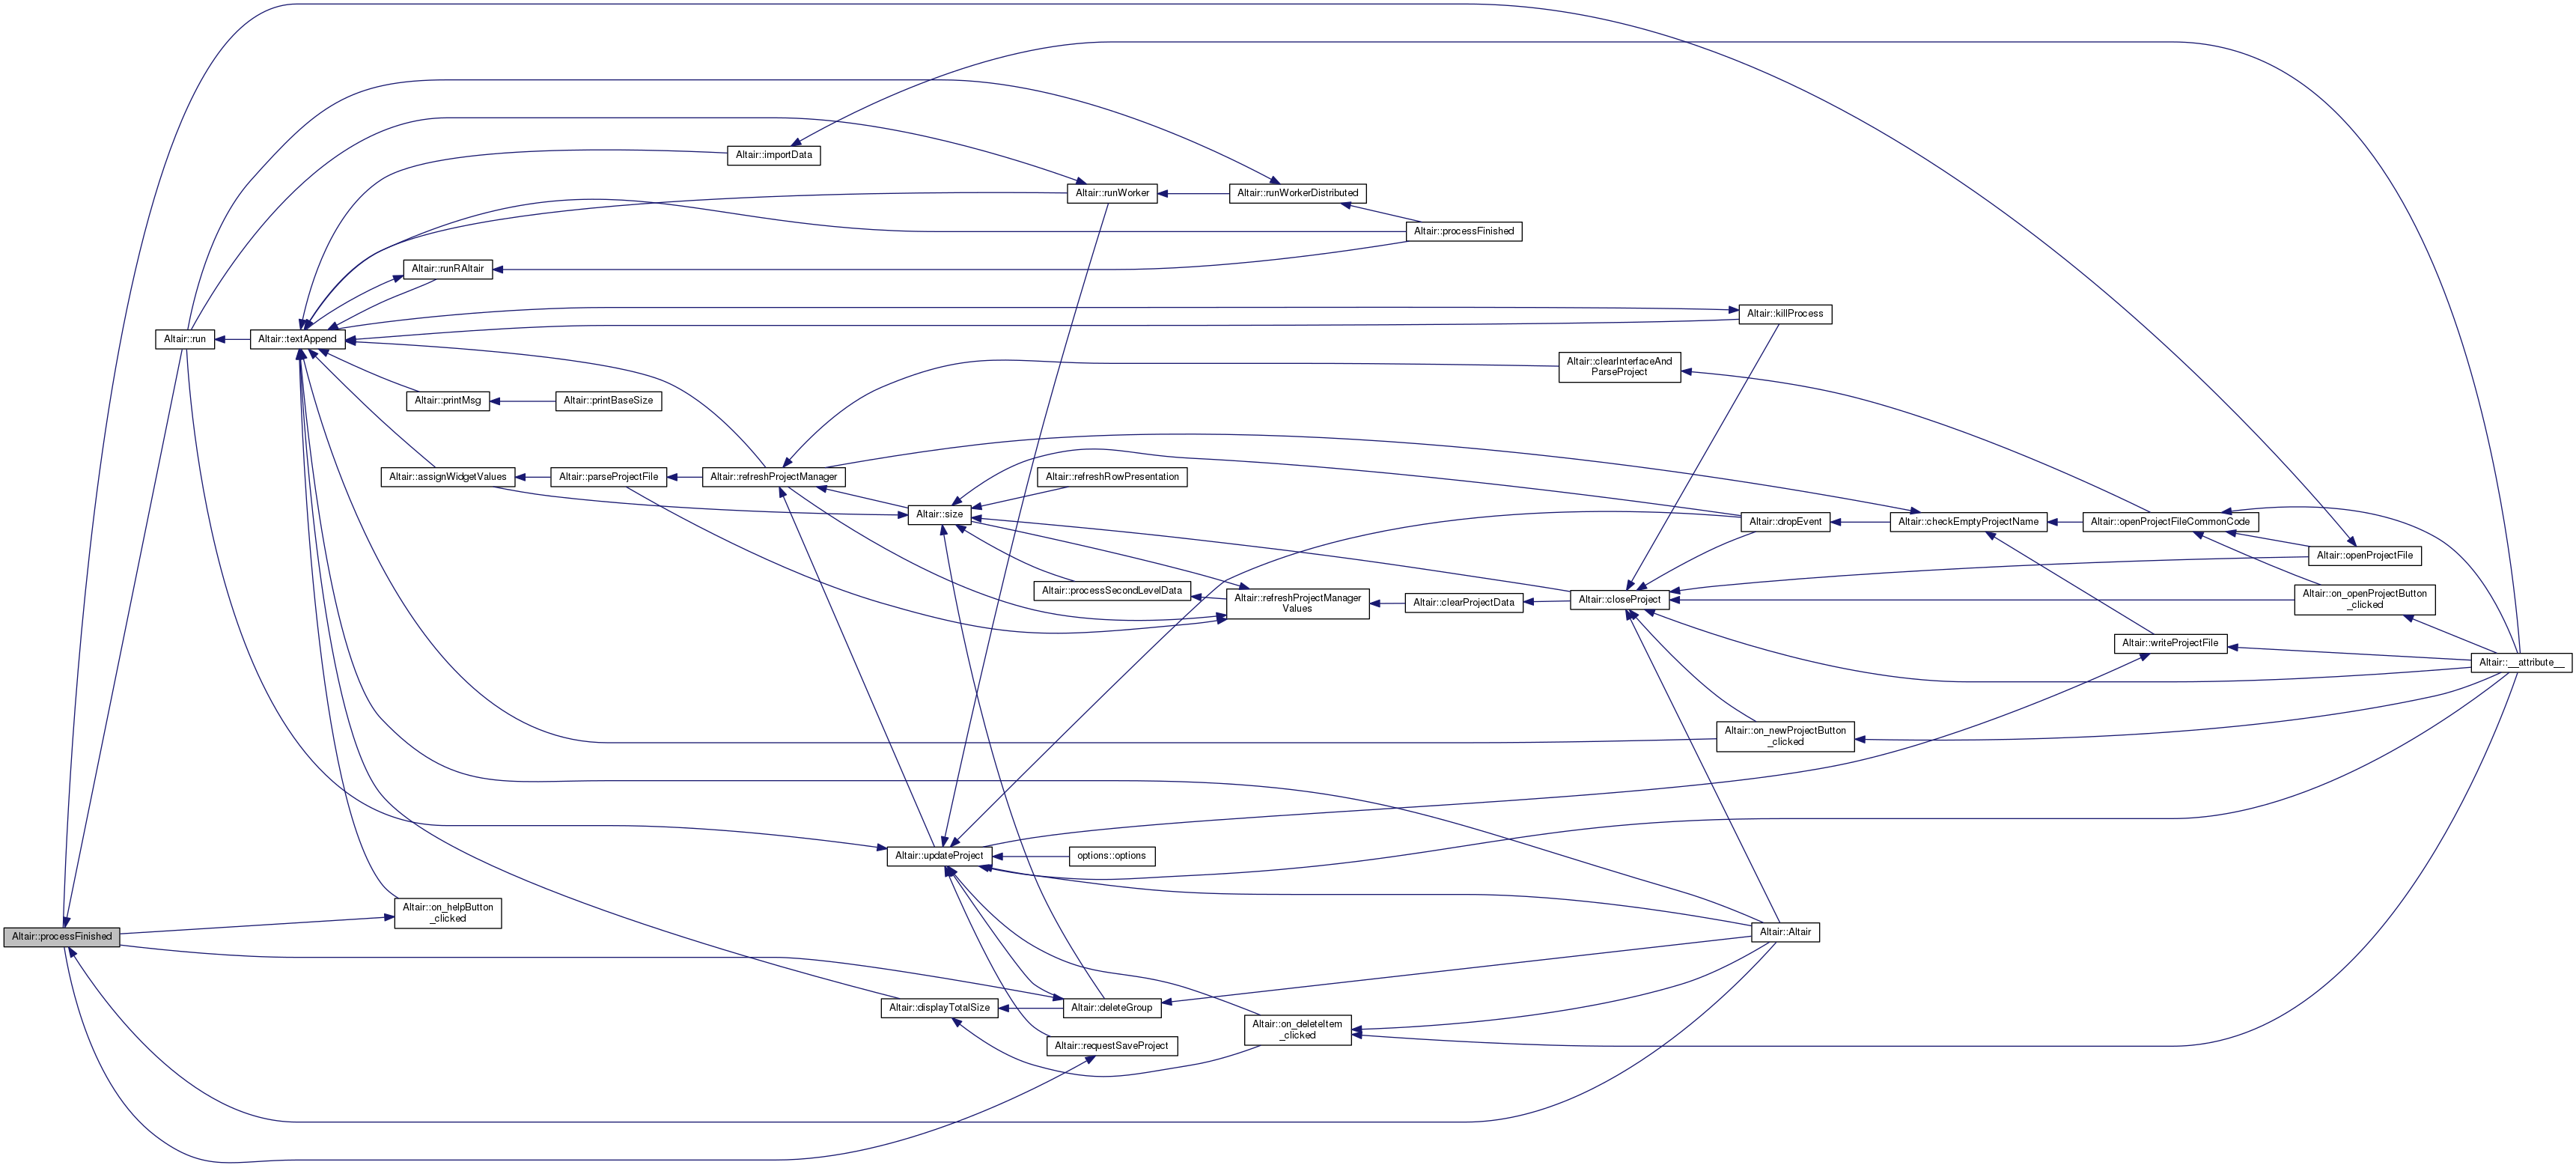 Altair::importData
Altair::runWorker
Altair::runWorkerDistributed
Altair::processFinished
Altair::runRAltair
Altair::killProcess
Altair::run
Altair::textAppend
Altair::clearInterfaceAnd
ParseProject
Altair::printMsg
Altair::printBaseSize
Altair::assignWidgetValues
Altair::parseProjectFile
Altair::refreshProjectManager
Altair::refreshRowPresentation
Altair::size
Altair::dropEvent
Altair::checkEmptyProjectName
Altair::openProjectFileCommonCode
Altair::openProjectFile
Altair::processSecondLevelData
Altair::refreshProjectManager
Values
Altair::clearProjectData
Altair::closeProject
Altair::on_openProjectButton
_clicked
Altair::writeProjectFile
Altair::__attribute__
Altair::on_newProjectButton
_clicked
Altair::updateProject
options::options
Altair::on_helpButton
_clicked
Altair::processFinished
Altair::Altair
Altair::displayTotalSize
Altair::deleteGroup
Altair::on_deleteItem
_clicked
Altair::requestSaveProject